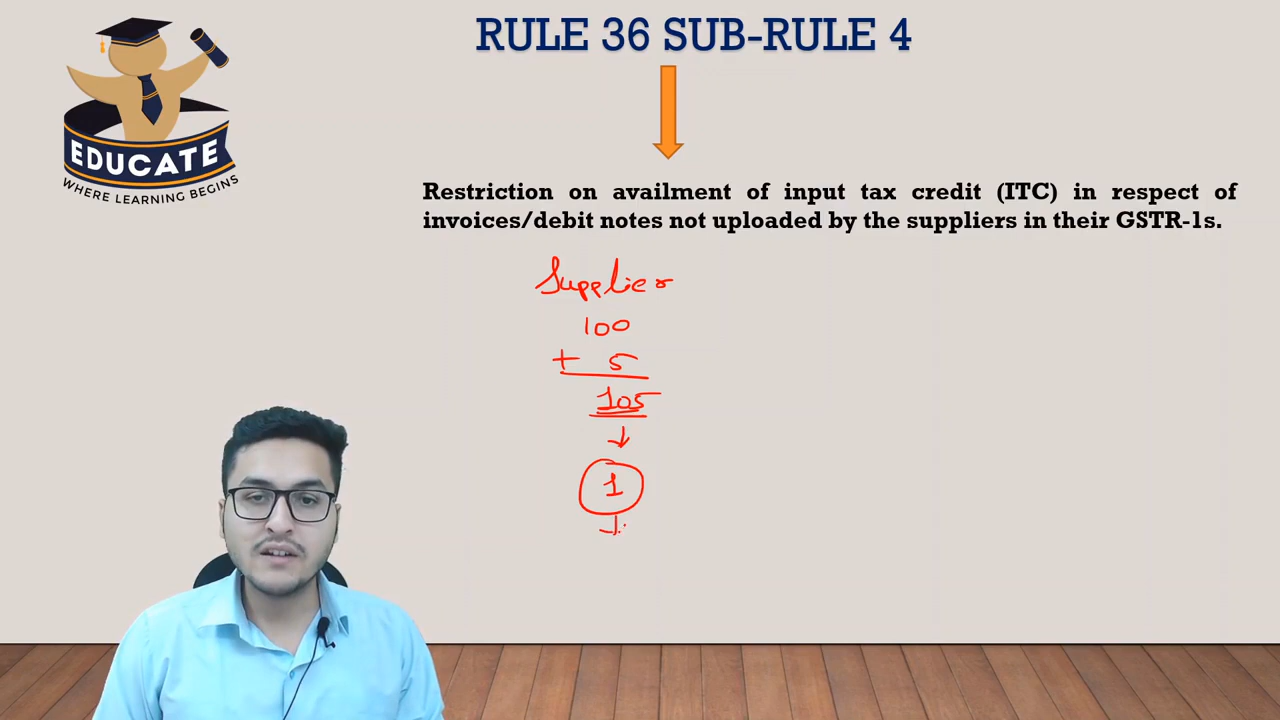 RULE 36 SUB-RULE 4
EDUCATE
WHERE LEARNING BEGINS
Restriction on availment of input tax credit (ITC) in respect of
invoices/debit notes not uploaded by the suppliers in their GSTR-1s.
Supplier
100
+ 5
105
1